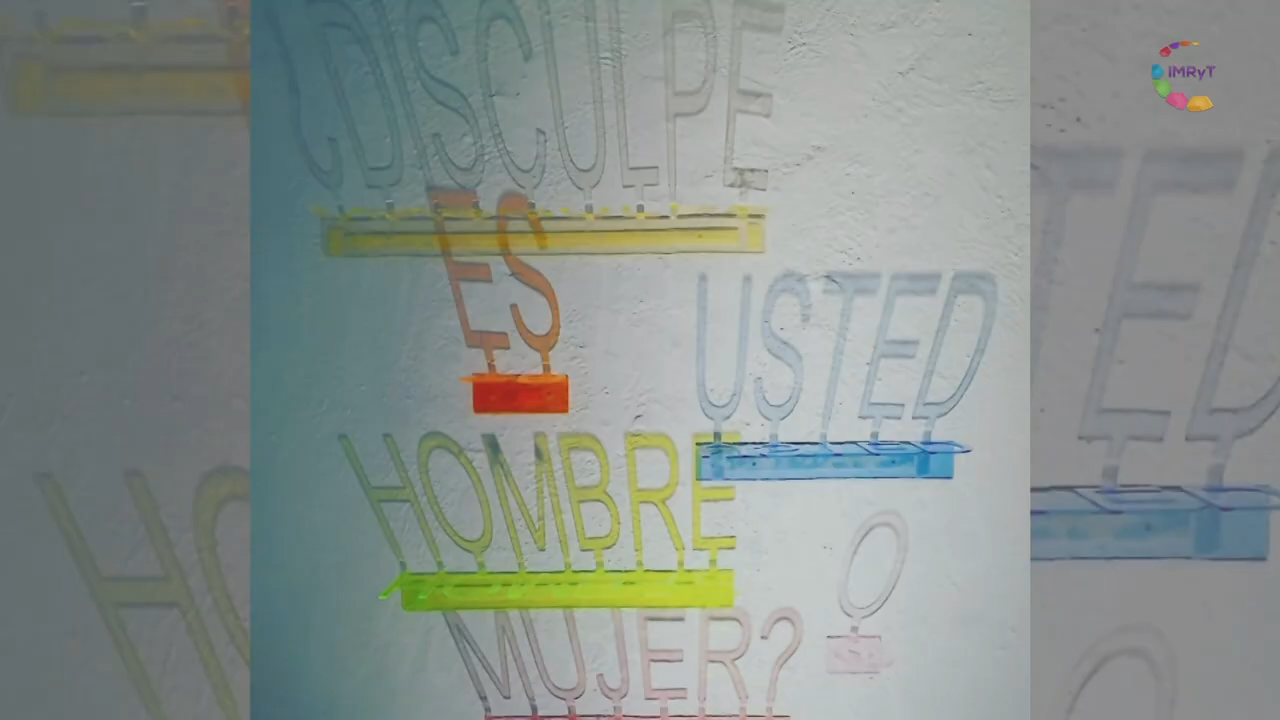 ¿DISCULPE
ES
USTED
HOMBRE
O
MUJER?
IMRyT